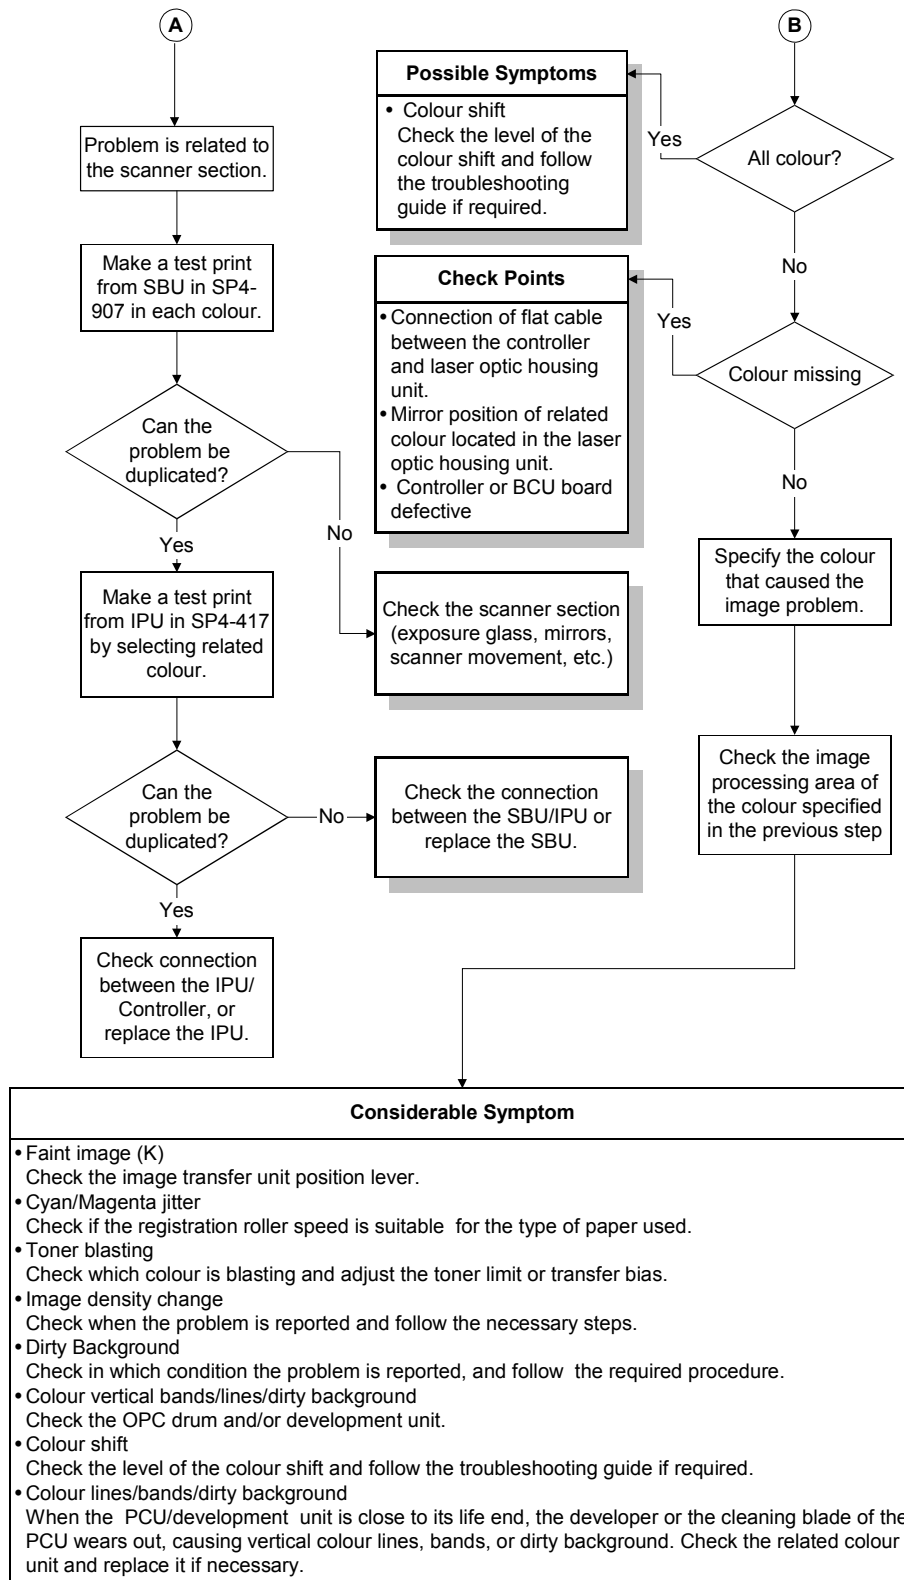 A
Problem is related to
the scanner section.
Make a test print
from SBU in SP4-
907 in each colour.
Can the
problem be
duplicated?
No
Yes
Make a test print
from IPU in SP4-417
by selecting related
colour.
Can the
problem be
duplicated?
No
Yes
Check connection
between the IPU/
Controller, or
replace the IPU.
Possible Symptoms
• Colour shift
Check the level of the
colour shift and follow
the troubleshooting
guide if required.
Check Points
• Connection of flat cable
between the controller
and laser optic housing
unit.
• Mirror position of related
colour located in the laser
optic housing unit.
• Controller or BCU board
defective
Check the scanner section
(exposure glass, mirrors,
scanner movement, etc.)
Check the connection
between the SBU/IPU or
replace the SBU.
B
All colour?
Yes
No
Colour missing
Yes
No
Specify the colour
that caused the
image problem.
Check the image
processing area of
the colour specified
in the previous step
Considerable Symptom
• Faint image (K)
Check the image transfer unit position lever.
• Cyan/Magenta jitter
Check if the registration roller speed is suitable for the type of paper used.
• Toner blasting
Check which colour is blasting and adjust the toner limit or transfer bias.
• Image density change
Check when the problem is reported and follow the necessary steps.
• Dirty Background
Check in which condition the problem is reported, and follow the required procedure.
• Colour vertical bands/lines/dirty background
Check the OPC drum and/or development unit.
• Colour shift
Check the level of the colour shift and follow the troubleshooting guide if required.
• Colour lines/bands/dirty background
When the PCU/development unit is close to its life end, the developer or the cleaning blade of the
PCU wears out, causing vertical colour lines, bands, or dirty background. Check the related colour
unit and replace it if necessary.